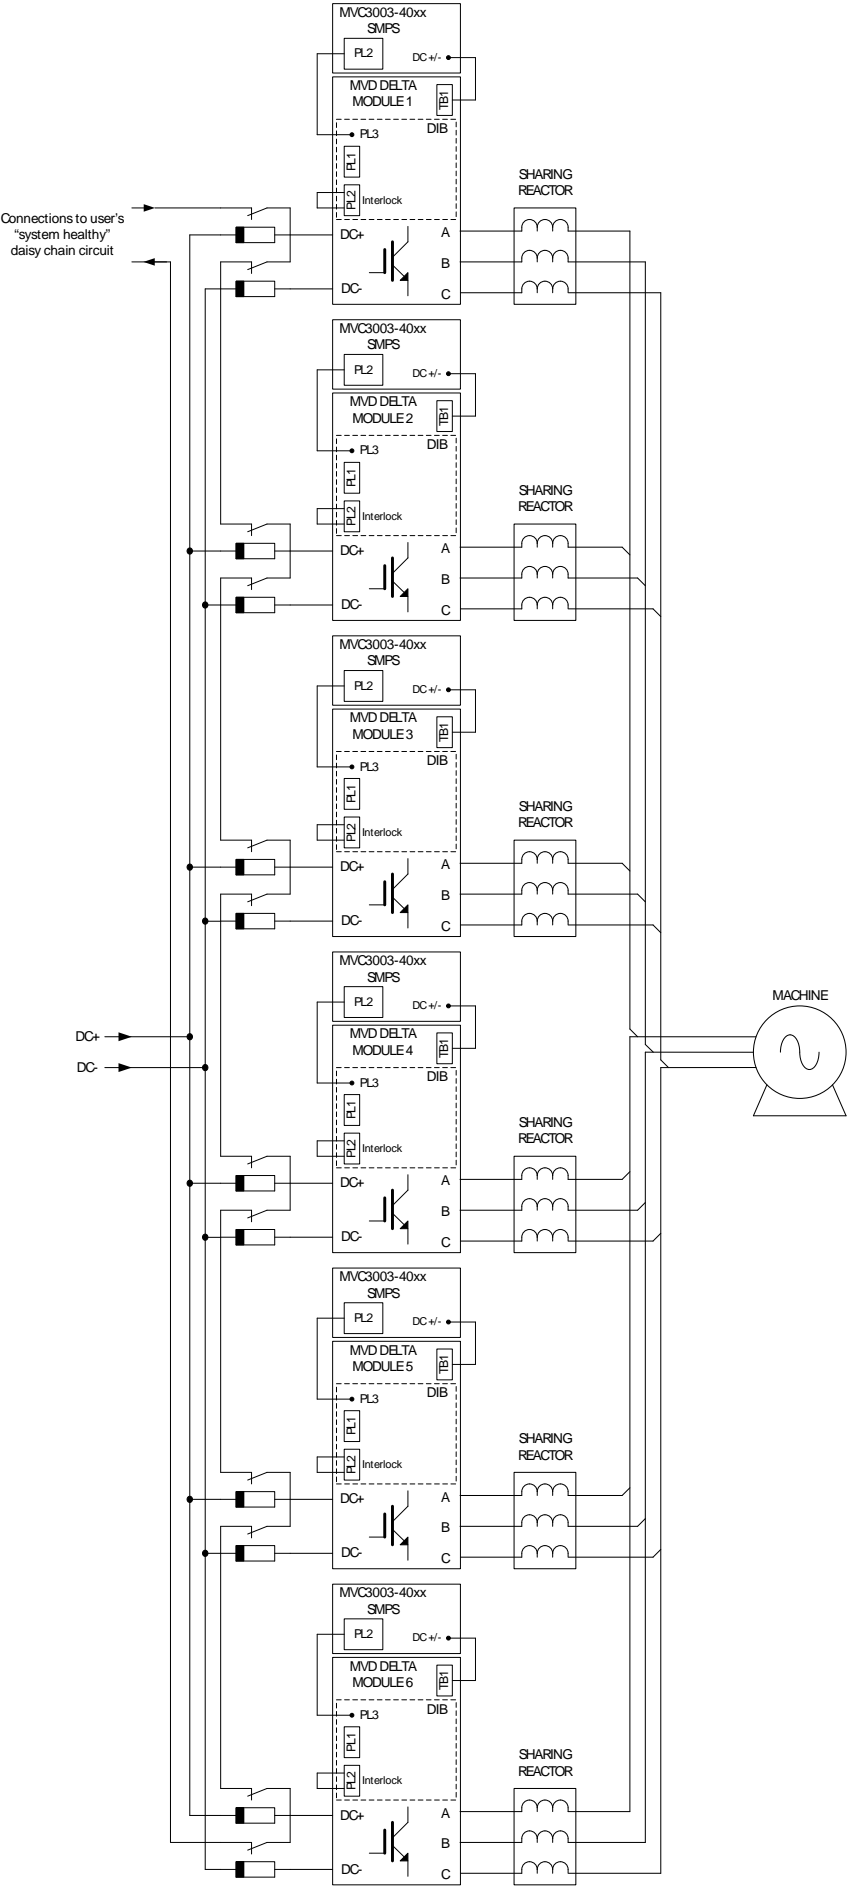 MVC3003-40xx
SMPS
PL2
DC +/-
MVD DELTA
MODULE 1
TB1
DIB
PL3
PL1
PL2
Interlock
SHARING
REACTOR
Connections to user's
"system healthy"
daisy chain circuit
DC+
A
B
DC-
C
MVC3003-40xx
SMPS
PL2
DC +/-
MVD DELTA
MODULE 2
TB1
DIB
PL3
PL1
PL2
Interlock
SHARING
REACTOR
DC+
A
B
DC-
C
MVC3003-40xx
SMPS
PL2
DC +/-
MVD DELTA
MODULE 3
TB1
DIB
PL3
PL1
PL2
Interlock
SHARING
REACTOR
DC+
A
B
DC-
C
MVC3003-40xx
SMPS
PL2
DC +/-
MACHINE
DC+
DC-
MVD DELTA
MODULE 4
TB1
DIB
PL3
PL1
PL2
Interlock
SHARING
REACTOR
DC+
A
B
DC-
C
MVC3003-40xx
SMPS
PL2
DC +/-
MVD DELTA
MODULE 5
TB1
DIB
PL3
PL1
PL2
Interlock
SHARING
REACTOR
DC+
A
B
DC-
C
MVC3003-40xx
SMPS
PL2
DC +/-
MVD DELTA
MODULE 6
TB1
DIB
PL3
PL1
PL2
Interlock
SHARING
REACTOR
DC+
A
B
DC-
C